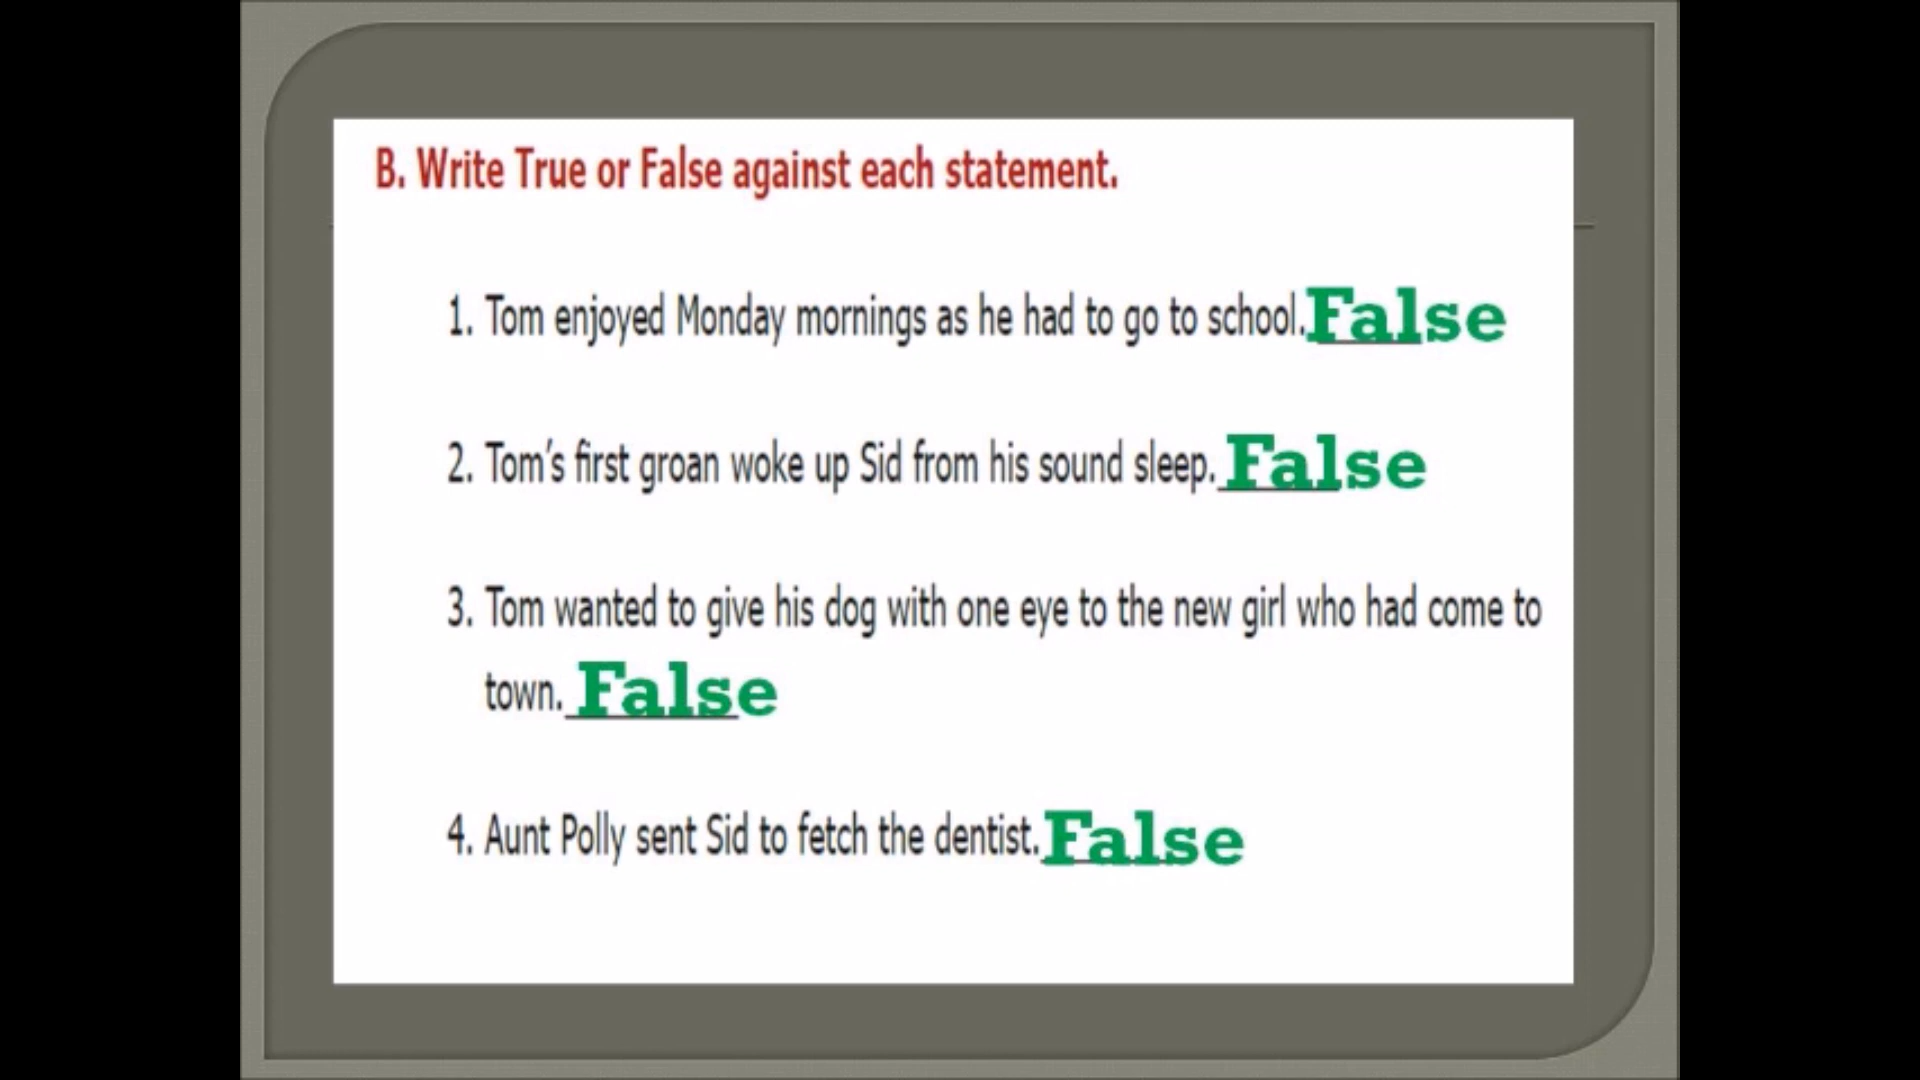 B. Write True or False against each statement.
1. Tom enjoyed Monday mornings as he had to go to school. False
2. Tom's first groan woke up Sid from his sound sleep. False
3. Tom wanted to give his dog with one eye to the new girl who had come to
town. False
4. Aunt Polly sent Sid to fetch the dentist. False